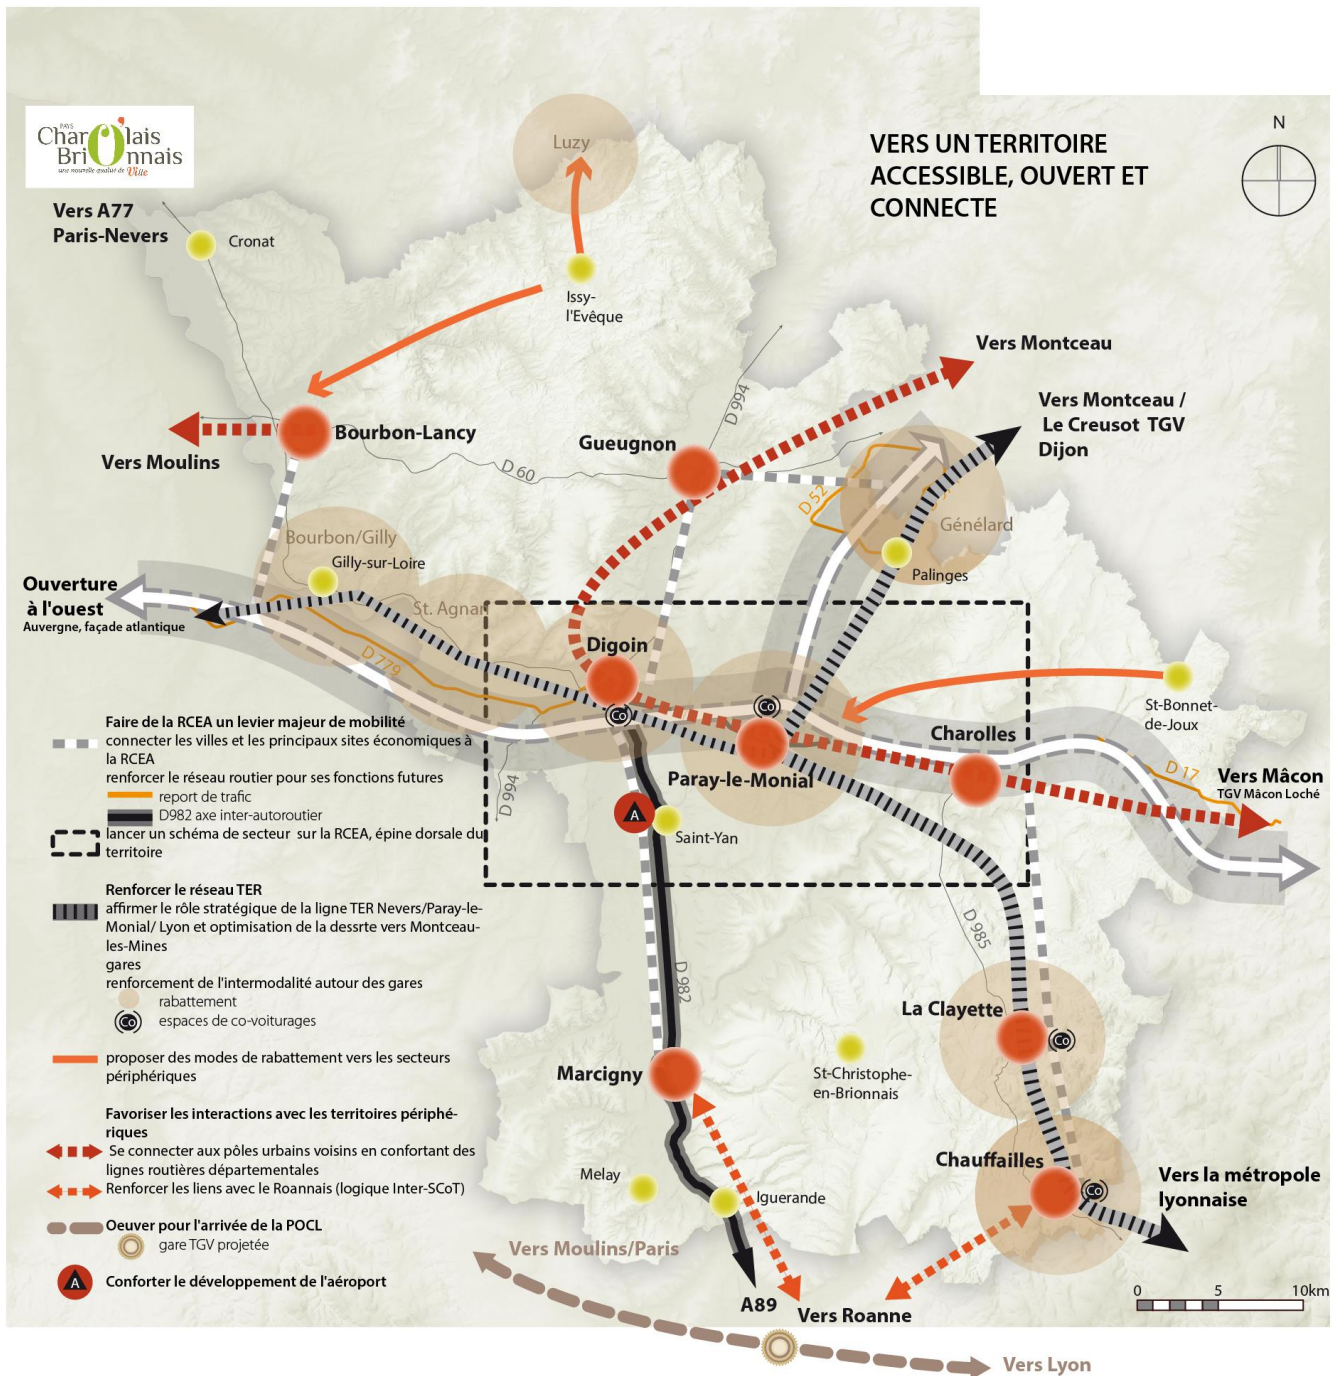 PAYS
Charolais
Brionnais
une nouvelle qualité de Ville
VERS UN TERRITOIRE
ACCESSIBLE, OUVERT ET
CONNECTE
N
Luzy
Vers A77
Paris-Nevers
Cronat
Issy-
l'Evêque
Vers Montceau
D 994
Vers Montceau /
Le Creusot TGV
Dijon
Bourbon-Lancy
Gueugnon
Vers Moulins
D 60
D 52
Génélard
Bourbon/Gilly
Gilly-sur-Loire
Palinges
Ouverture
à l'ouest
Auvergne, façade atlantique
St. Agnan
Digoin
D 779
Co
Co
St-Bonnet-
de-Joux
Charolles
Paray-le-Monial
D 17
Vers Mâcon
TGV Mâcon Loché
D 994
A
Saint-Yan
Faire de la RCEA un levier majeur de mobilité
connecter les villes et les principaux sites économiques à
la RCEA
renforcer le réseau routier pour ses fonctions futures
report de trafic
D982 axe inter-autoroutier
lancer un schéma de secteur sur la RCEA, épine dorsale du
territoire
Renforcer le réseau TER
affirmer le rôle stratégique de la ligne TER Nevers/Paray-le-
Monial/ Lyon et optimisation de la dessrte vers Montceau-
les-Mines
gares
renforcement de l'intermodalité autour des gares
rabattement
Co
espaces de co-voiturages
proposer des modes de rabattement vers les secteurs
périphériques
Favoriser les interactions avec les territoires périphé-
riques
Se connecter aux pôles urbains voisins en confortant des
lignes routières départementales
Renforcer les liens avec le Roannais (logique Inter-SCoT)
Oeuver pour l'arrivée de la POCL
gare TGV projetée
A
Conforter le développement de l'aéroport
D 985
D 982
La Clayette
Co
Marcigny
St-Christophe-
en-Brionnais
Chauffailles
Co
Melay
Iguerande
Vers la métropole
lyonnaise
Vers Moulins/Paris
A89
Vers Roanne
0 5 10km
Vers Lyon